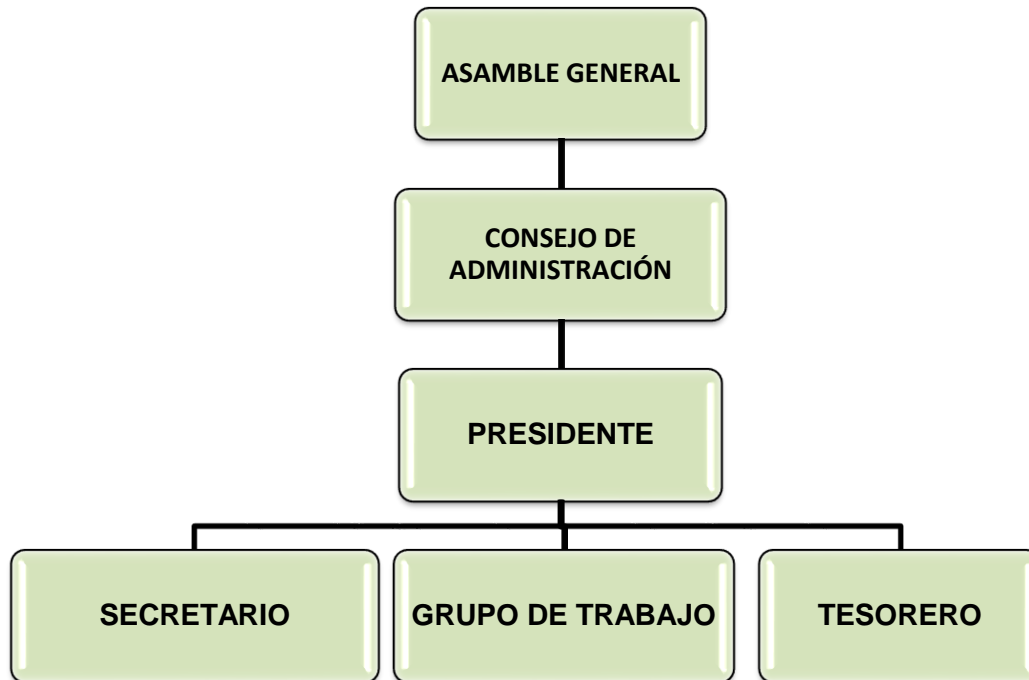 ASAMBLE GENERAL
CONSEJO DE
ADMINISTRACIÓN
PRESIDENTE
SECRETARIO
GRUPO DE TRABAJO
TESORERO